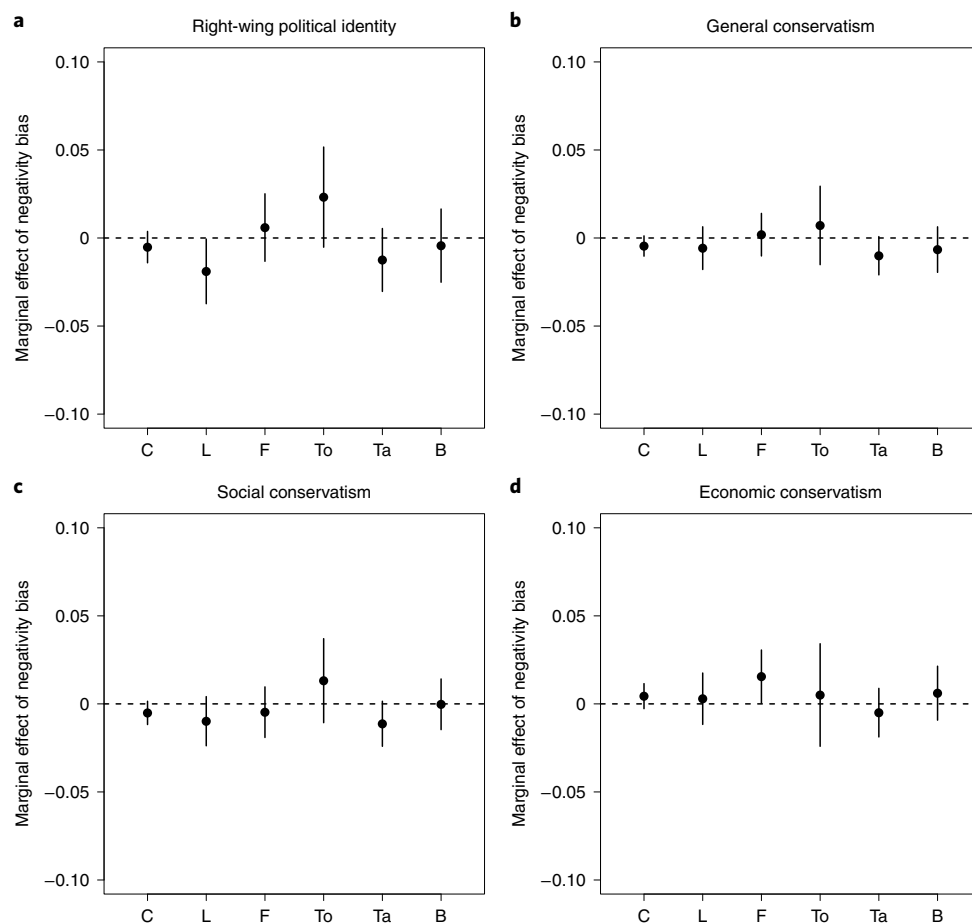 a
Right-wing political identity
Marginal effect of negativity bias
0.10
0.05
0
−0.05
−0.10
C L F To Ta B
b
General conservatism
Marginal effect of negativity bias
0.10
0.05
0
−0.05
−0.10
C L F To Ta B
c
Social conservatism
Marginal effect of negativity bias
0.10
0.05
0
−0.05
−0.10
C L F To Ta B
d
Economic conservatism
Marginal effect of negativity bias
0.10
0.05
0
−0.05
−0.10
C L F To Ta B